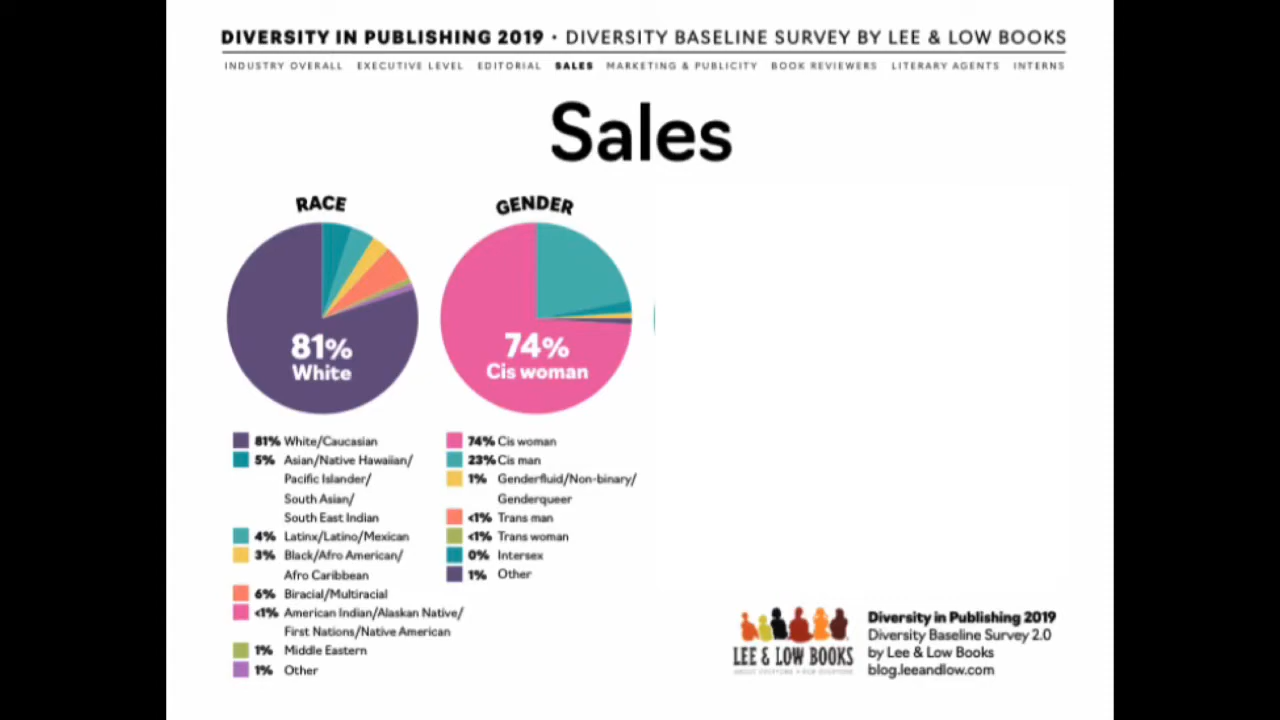 DIVERSITY IN PUBLISHING 2019 · DIVERSITY BASELINE SURVEY BY LEE & LOW BOOKS
INDUSTRY OVERALL EXECUTIVE LEVEL EDITORIAL SALES MARKETING & PUBLICITY BOOK REVIEWERS LITERARY AGENTS INTERNS
Sales
RACE
81%
White
81% White/Caucasian
5% Asian/Native Hawaiian/
Pacific Islander/
South Asian/
South East Indian
4% Latinx/Latino/Mexican
3% Black/Afro American/
Afro Caribbean
6% Biracial/Multiracial
<1% American Indian/Alaskan Native/
First Nations/Native American
1% Middle Eastern
1% Other
GENDER
74%
Cis woman
74% Cis woman
23% Cis man
1% Genderfluid/Non-binary/
Genderqueer
<1% Trans man
<1% Trans woman
0% Intersex
1% Other
LEE & LOW BOOKS
Diversity in Publishing 2019
Diversity Baseline Survey 2.0
by Lee & Low Books
blog.leeandlow.com